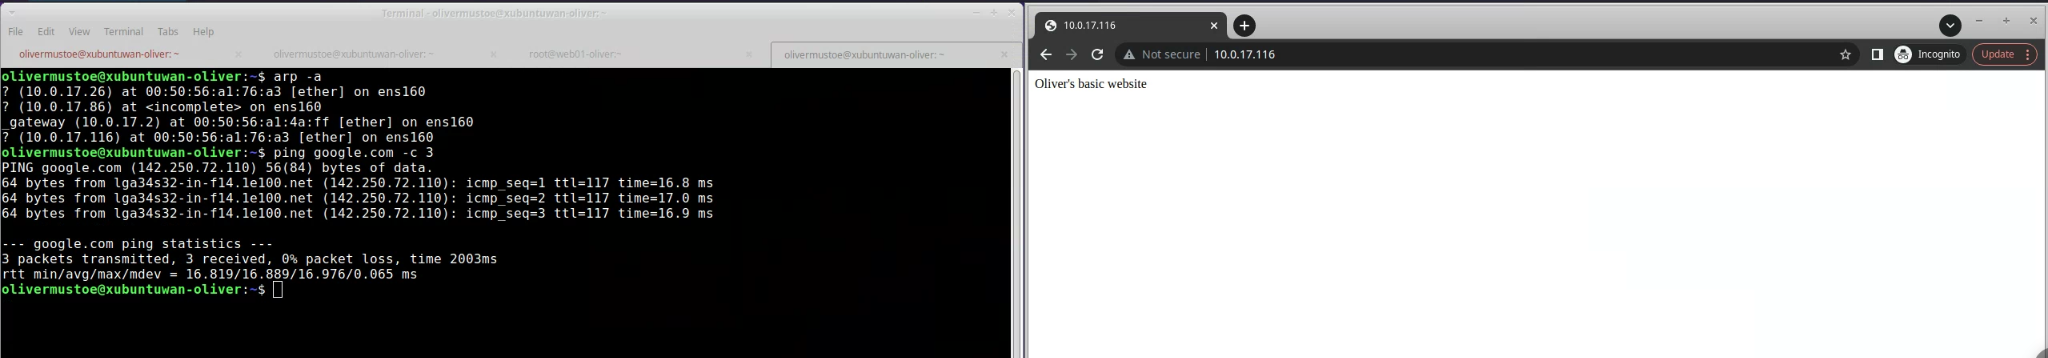 Terminal - olivermustoe@xubuntuwan-oliver: ~
File Edit View Terminal Tabs Help
olivermustoe@xubuntuwan-oliver: ~ olivermustoe@xubuntuwan-oliver: ~ root@web01-oliver:~ olivermustoe@xubuntuwan-oliver: ~
olivermustoe@xubuntuwan-oliver:~$ arp -a
? (10.0.17.26) at 00:50:56:a1:76:a3 [ether] on ens160
? (10.0.17.86) at <incomplete> on ens160
_gateway (10.0.17.2) at 00:50:56:a1:4a:ff [ether] on ens160
? (10.0.17.116) at 00:50:56:a1:76:a3 [ether] on ens160
olivermustoe@xubuntuwan-oliver:~$ ping google.com -c 3
PING google.com (142.250.72.110) 56(84) bytes of data.
64 bytes from lga34s32-in-f14.1e100.net (142.250.72.110): icmp_seq=1 ttl=117 time=16.8 ms
64 bytes from lga34s32-in-f14.1e100.net (142.250.72.110): icmp_seq=2 ttl=117 time=17.0 ms
64 bytes from lga34s32-in-f14.1e100.net (142.250.72.110): icmp_seq=3 ttl=117 time=16.9 ms
--- google.com ping statistics ---
3 packets transmitted, 3 received, 0% packet loss, time 2003ms
rtt min/avg/max/mdev = 16.819/16.889/16.976/0.065 ms
olivermustoe@xubuntuwan-oliver:~$
10.0.17.116
Not secure 10.0.17.116 Incognito Update
Oliver's basic website